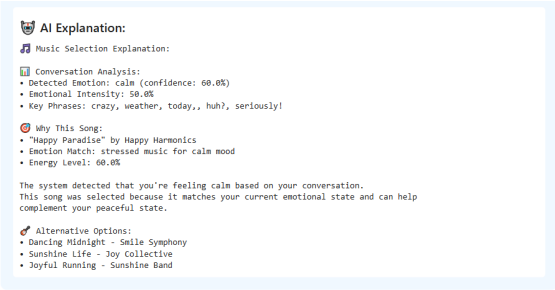 AI Explanation:
🎵 Music Selection Explanation:
📊 Conversation Analysis:
• Detected Emotion: calm (confidence: 60.0%)
• Emotional Intensity: 50.0%
• Key Phrases: crazy, weather, today,, huh?, seriously!
🎯 Why This Song:
• "Happy Paradise" by Happy Harmonics
• Emotion Match: stressed music for calm mood
• Energy Level: 60.0%
The system detected that you're feeling calm based on your conversation.
This song was selected because it matches your current emotional state and can help
complement your peaceful state.
🎸 Alternative Options:
• Dancing Midnight - Smile Symphony
• Sunshine Life - Joy Collective
• Joyful Running - Sunshine Band